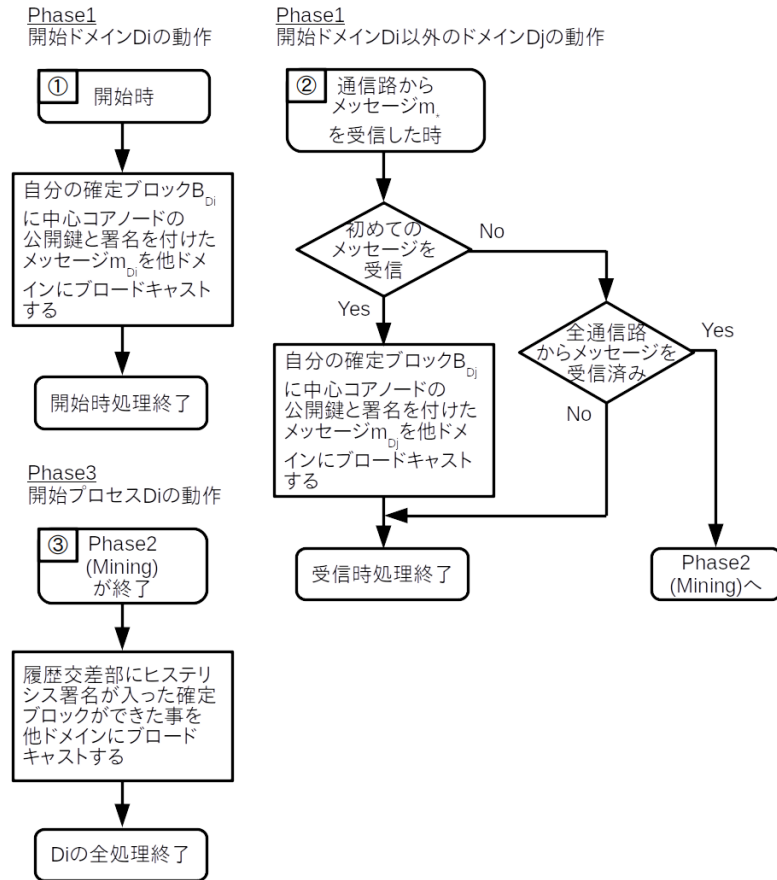 Phase1
開始ドメインDiの動作
①
開始時
自分の確定ブロックB_Di
に中心コアノードの
公開鍵と署名を付けた
メッセージm_Diを他ドメ
インにブロードキャスト
する
開始時処理終了
Phase3
開始プロセスDiの動作
③
Phase2
(Mining)
が終了
履歴交差部にヒステリ
シス署名が入った確定
ブロックができた事を
他ドメインにブロード
キャストする
Diの全処理終了
Phase1
開始ドメインDi以外のドメインDjの動作
②
通信路から
メッセージm_*
を受信した時
初めての
メッセージを
受信
No
Yes
全通信路
からメッセージを
受信済み
Yes
No
自分の確定ブロックB_Dj
に中心コアノードの
公開鍵と署名を付けた
メッセージm_Djを他ドメ
インにブロードキャスト
する
受信時処理終了
Phase2
(Mining)へ